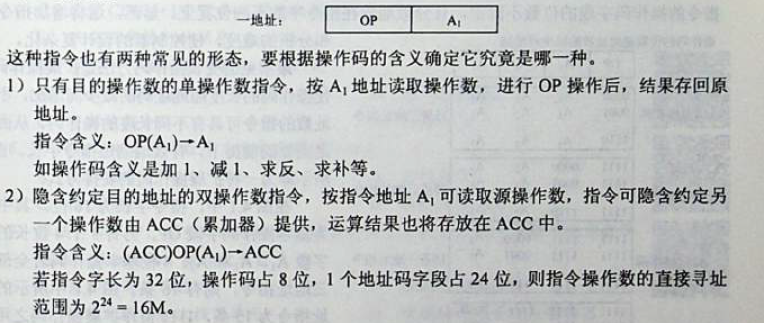 一地址： OP A₁
这种指令也有两种常见的形态，要根据操作码的含义确定它究竟是哪一种。
1）只有目的操作数的单操作数指令，按 A₁ 地址读取操作数，进行 OP 操作后，结果存回原
地址。
指令含义：OP(A₁)→A₁
如操作码含义是加 1、减 1、求反、求补等。
2）隐含约定目的地址的双操作数指令，按指令地址 A₁ 可读取源操作数，指令可隐含约定另
一个操作数由 ACC（累加器）提供，运算结果也将存放在 ACC 中。
指令含义：(ACC)OP(A₁)→ACC
若指令字长为 32 位，操作码占 8 位，1 个地址码字段占 24 位，则指令操作数的直接寻址
范围为 2²⁴ = 16M。